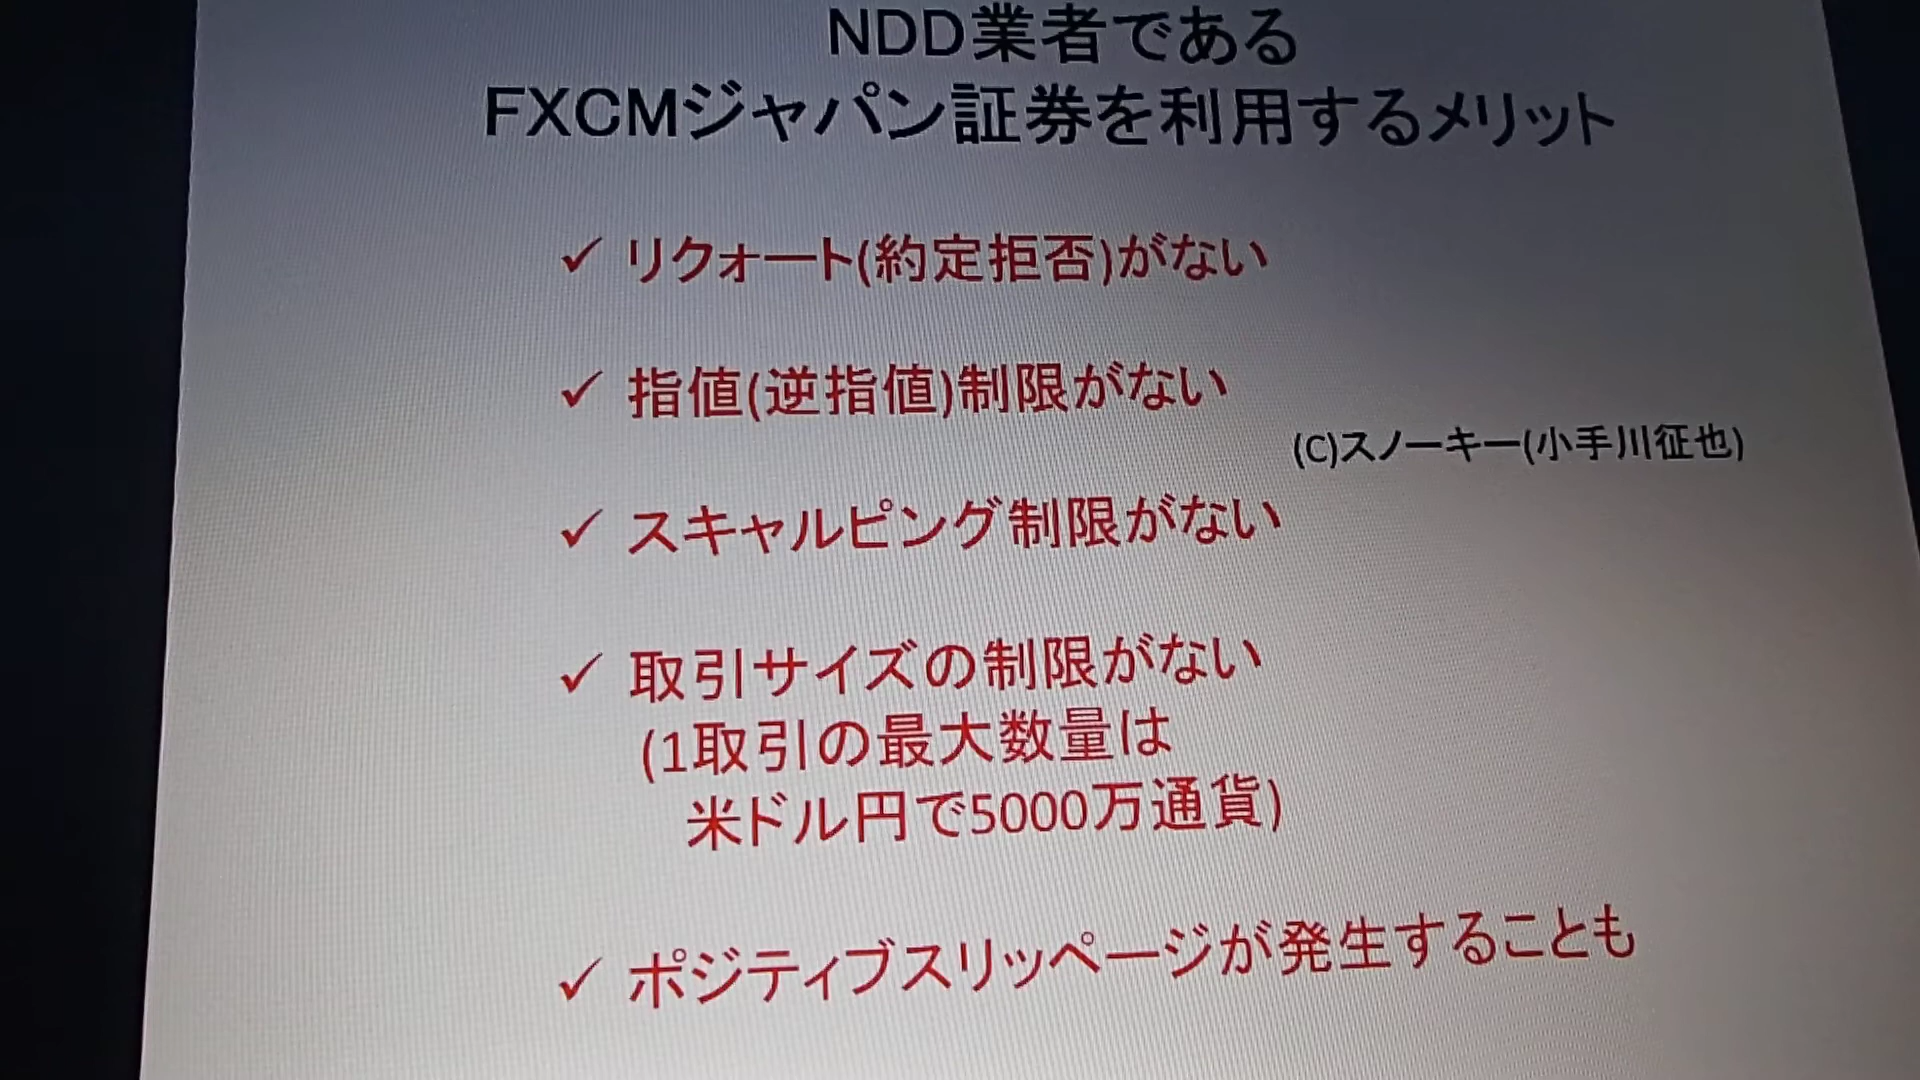 NDD業者である
FXCMジャパン証券を利用するメリット
✓ リクォート(約定拒否)がない
✓ 指値(逆指値)制限がない
(C)スノーキー(小手川征也)
✓ スキャルピング制限がない
✓ 取引サイズの制限がない
(1取引の最大数量は
米ドル円で5000万通貨)
✓ ポジティブスリッページが発生することも